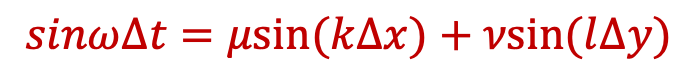 sinωΔt = μsin(kΔx) + νsin(lΔy)